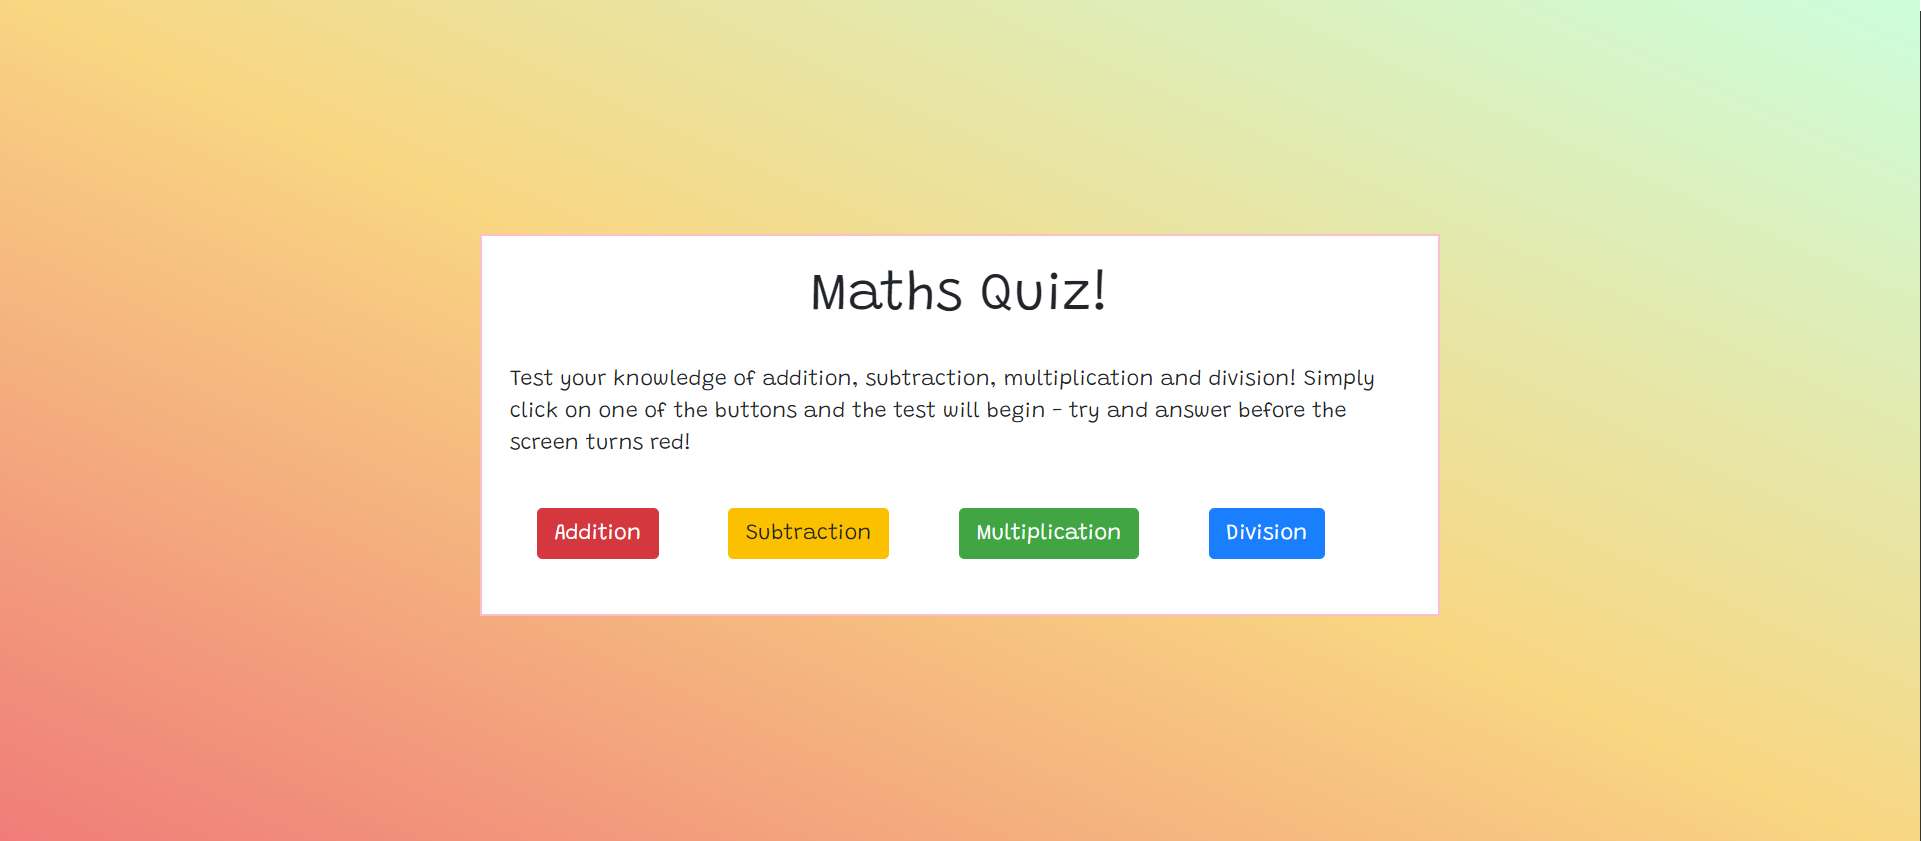 Maths Quiz!
Test your knowledge of addition, subtraction, multiplication and division! Simply
click on one of the buttons and the test will begin - try and answer before the
screen turns red!
Addition Subtraction Multiplication Division